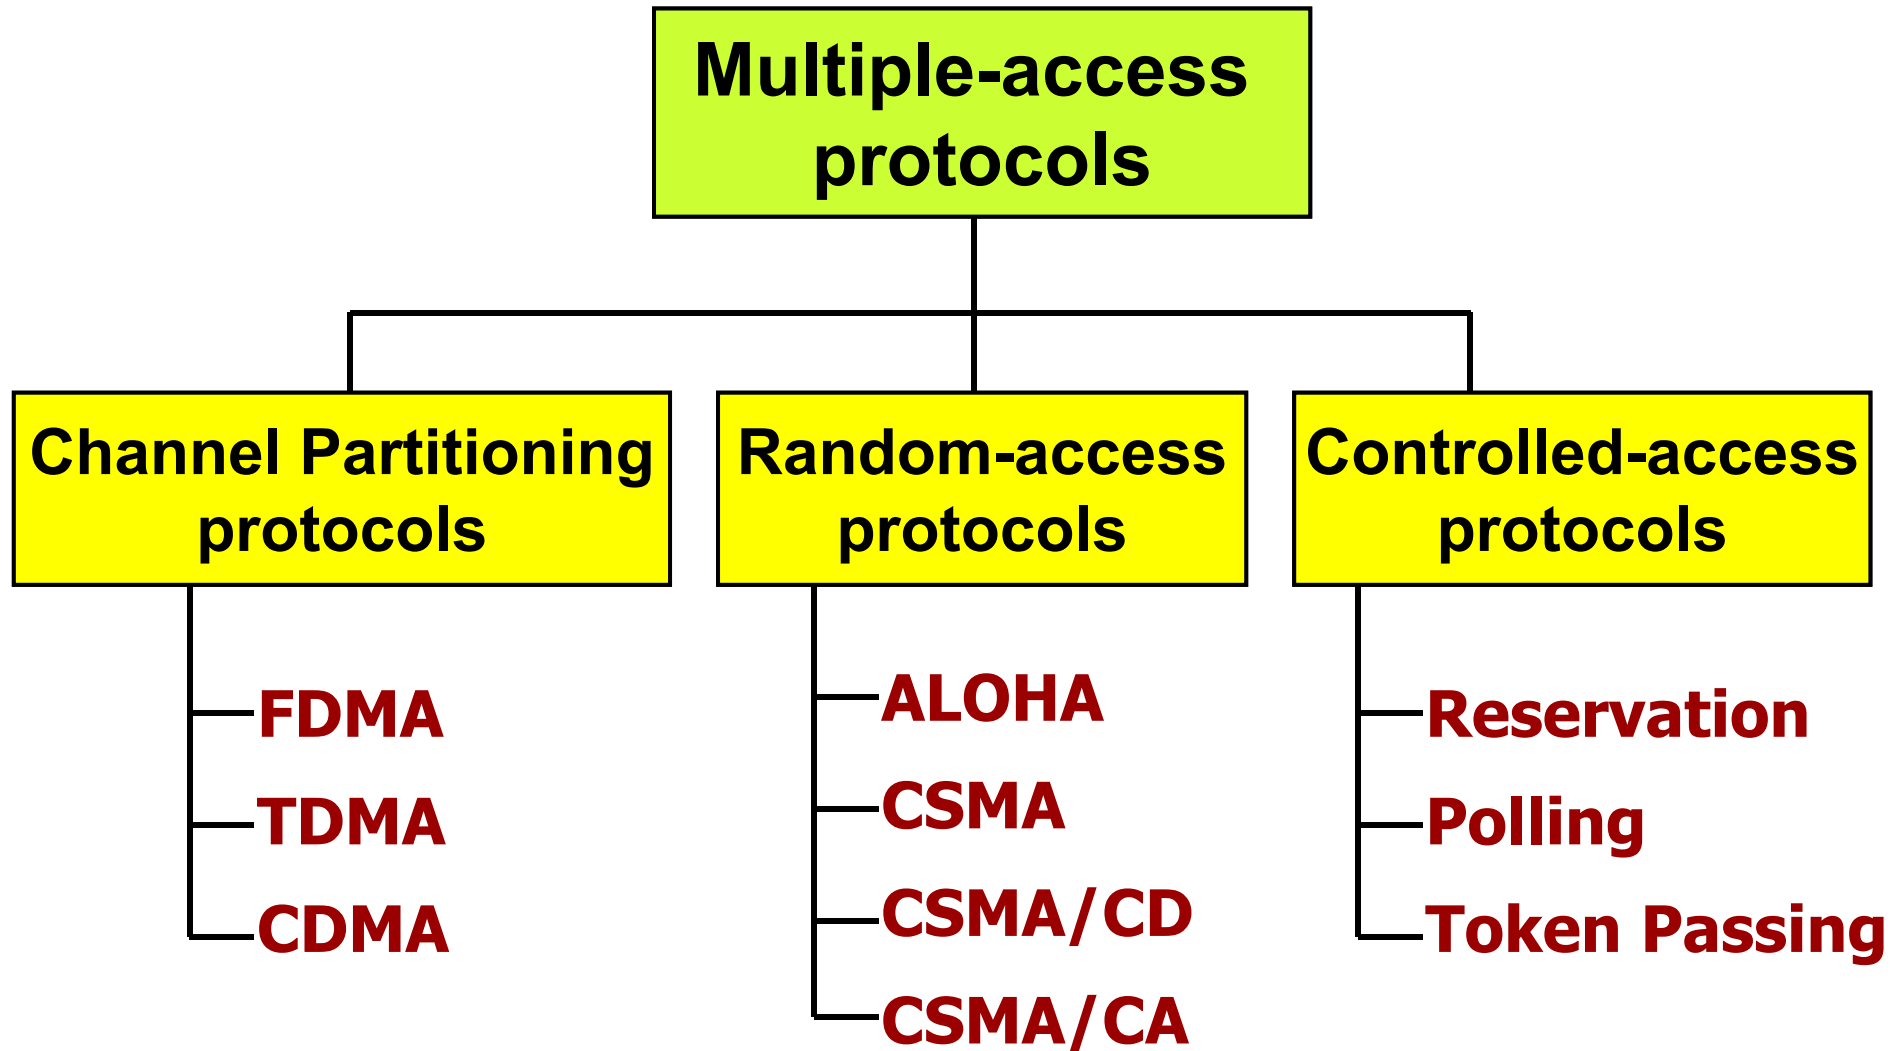 Multiple-access
protocols
Channel Partitioning
protocols
Random-access
protocols
Controlled-access
protocols
FDMA
TDMA
CDMA
ALOHA
CSMA
CSMA/CD
CSMA/CA
Reservation
Polling
Token Passing